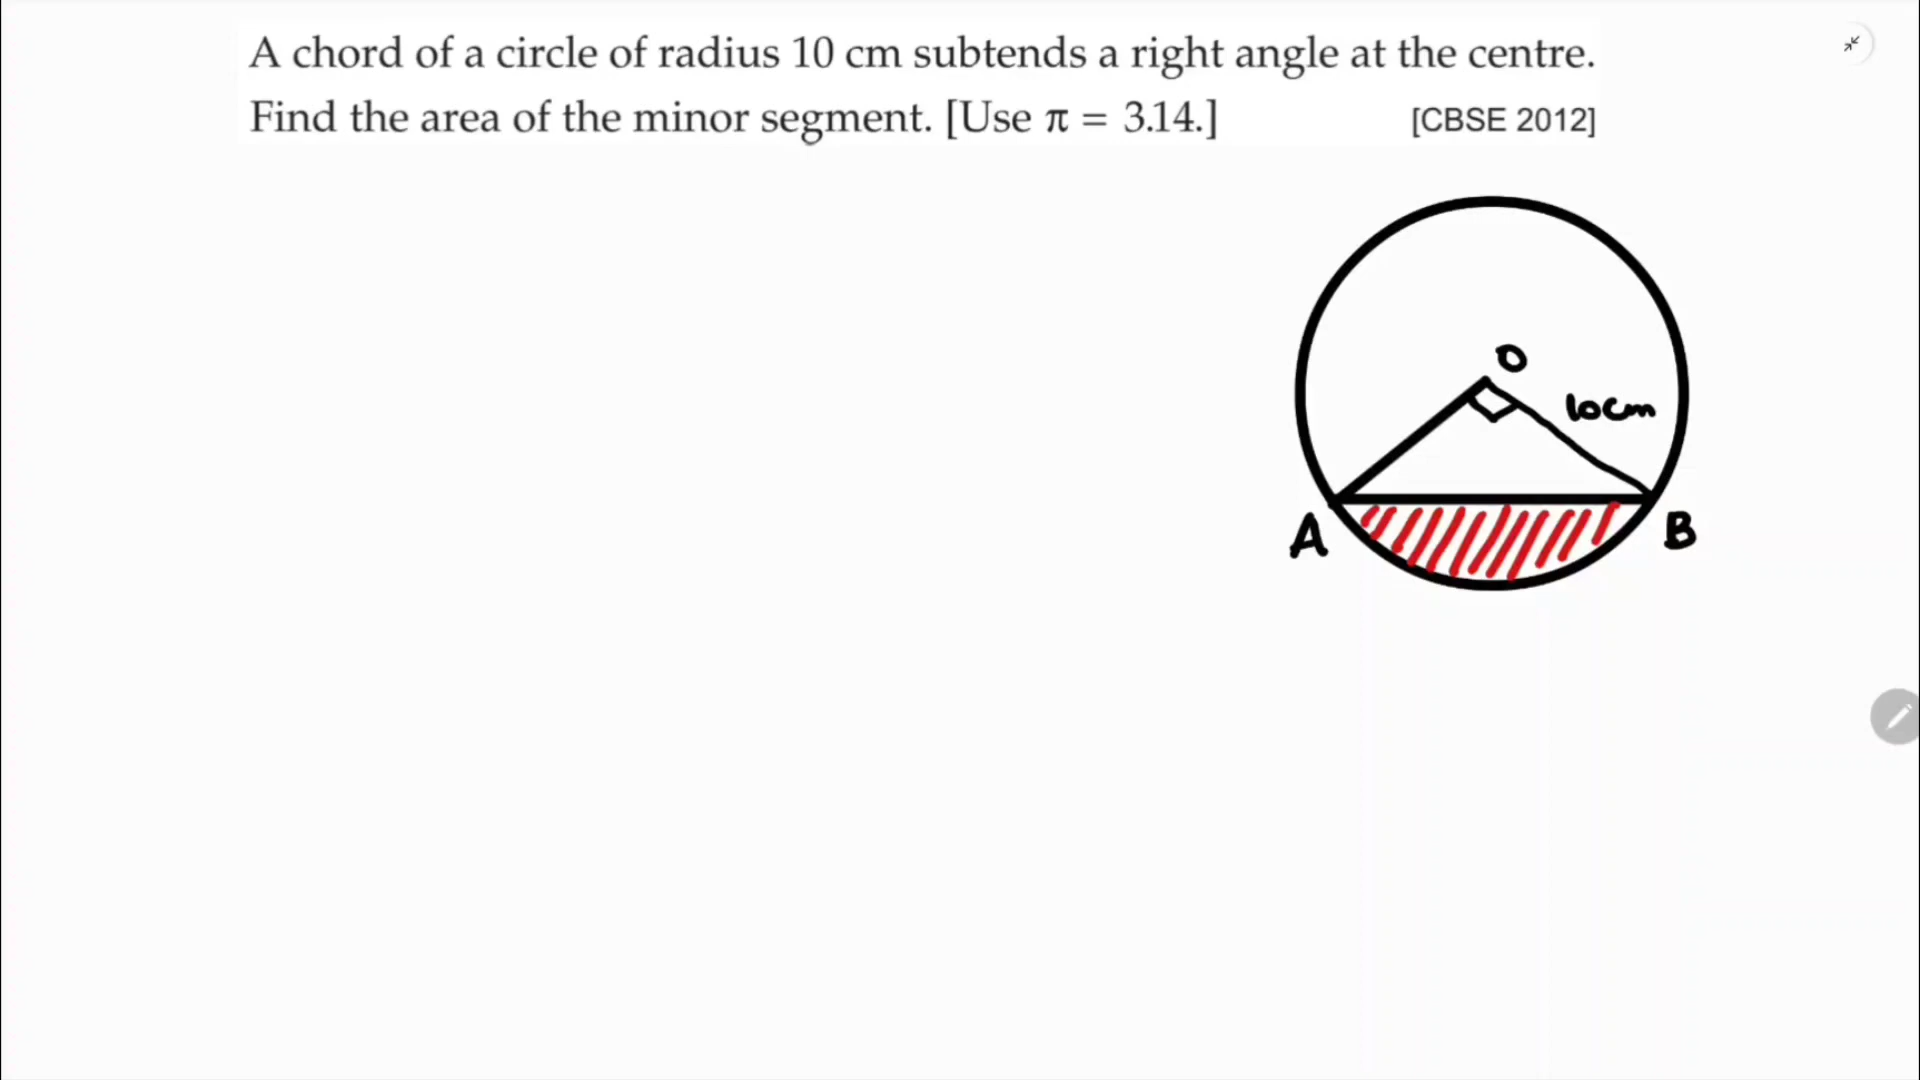 A chord of a circle of radius 10 cm subtends a right angle at the centre.
Find the area of the minor segment. [Use π = 3.14.] [CBSE 2012]
O
10cm
A
B